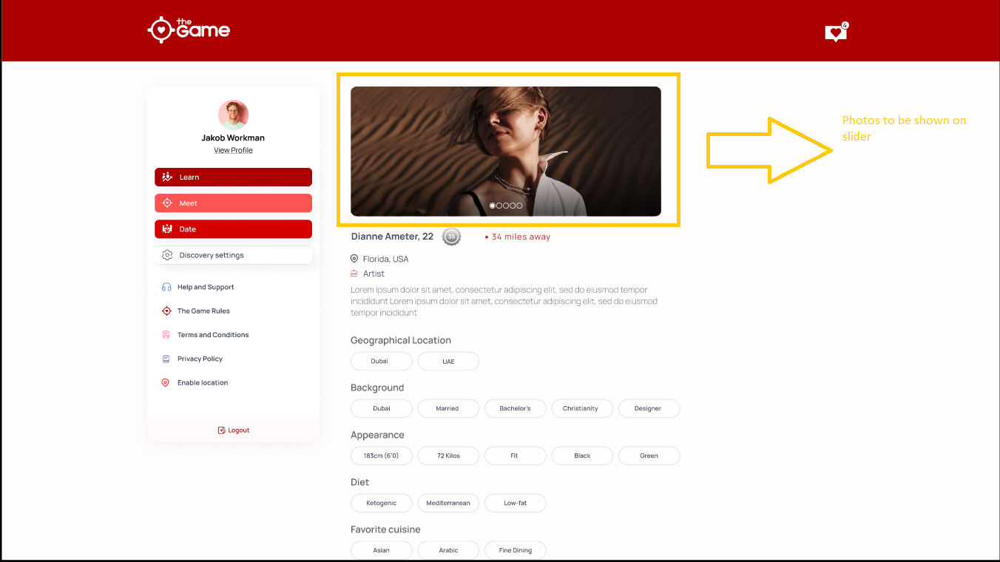 the
Game
4
Photos to be shown on
slider
Jakob Workman
View Profile
Learn
Meet
Date
Discovery settings
Help and Support
The Game Rules
Terms and Conditions
Privacy Policy
Enable location
Logout
Dianne Ameter, 22 35 • 34 miles away
Florida, USA
Artist
Lorem ipsum dolor sit amet, consectetur adipiscing elit, sed do eiusmod tempor
incididunt Lorem ipsum dolor sit amet, consectetur adipiscing elit, sed do eiusmod
tempor incididunt
Geographical Location
Dubai UAE
Background
Dubai Married Bachelor's Christianity Designer
Appearance
183cm (6'0) 72 Kilos Fit Black Green
Diet
Ketogenic Mediterranean Low-fat
Favorite cuisine
Asian Arabic Fine Dining